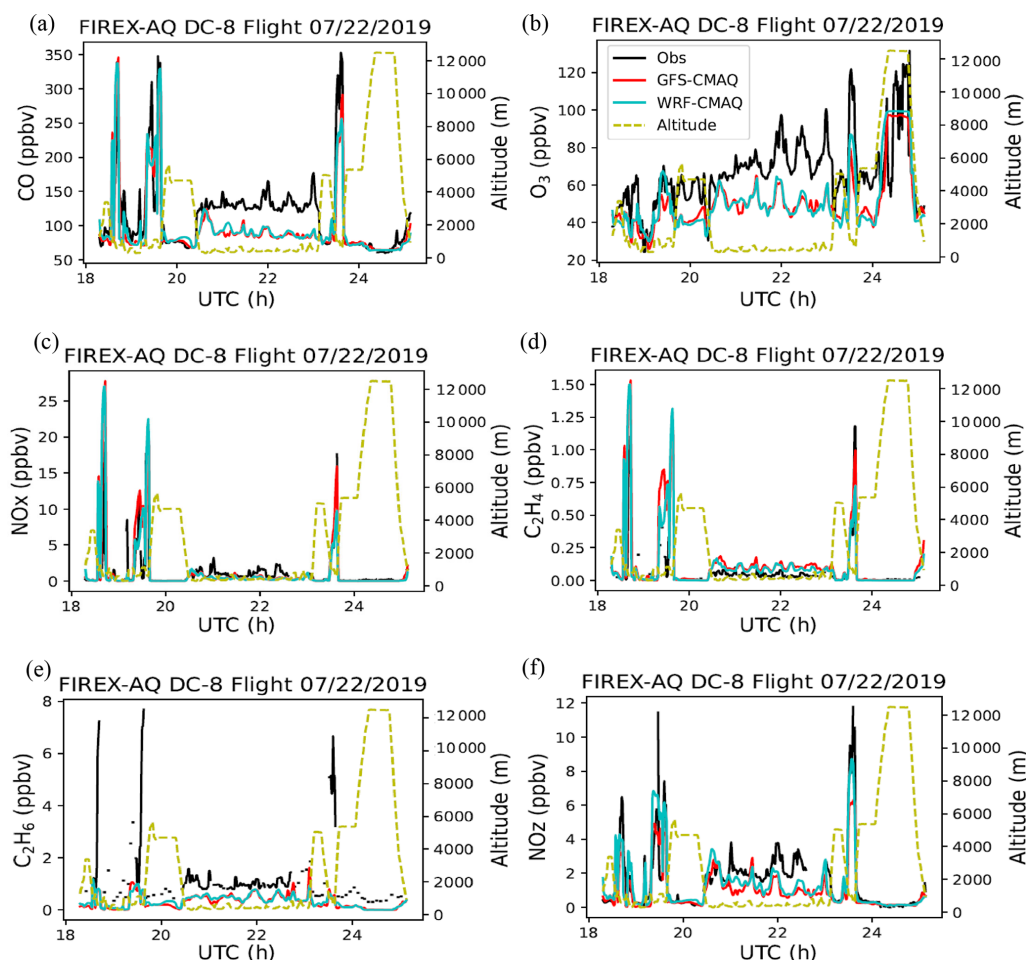 (a)
FIREX-AQ DC-8 Flight 07/22/2019
350
300
250
200
150
100
50
CO (ppbv)
12 000
10 000
8000
6000
4000
2000
0
Altitude (m)
18 20 22 24
UTC (h)
(b)
FIREX-AQ DC-8 Flight 07/22/2019
Obs
GFS-CMAQ
WRF-CMAQ
Altitude
120
100
80
60
40
20
O₃ (ppbv)
12 000
10 000
8000
6000
4000
2000
0
Altitude (m)
18 20 22 24
UTC (h)
(c)
FIREX-AQ DC-8 Flight 07/22/2019
25
20
15
10
5
0
NOx (ppbv)
12 000
10 000
8000
6000
4000
2000
0
Altitude (m)
18 20 22 24
UTC (h)
(d)
FIREX-AQ DC-8 Flight 07/22/2019
1.50
1.25
1.00
0.75
0.50
0.25
0.00
C₂H₄ (ppbv)
12 000
10 000
8000
6000
4000
2000
0
Altitude (m)
18 20 22 24
UTC (h)
(e)
FIREX-AQ DC-8 Flight 07/22/2019
8
6
4
2
0
C₂H₆ (ppbv)
12 000
10 000
8000
6000
4000
2000
0
Altitude (m)
18 20 22 24
UTC (h)
(f)
FIREX-AQ DC-8 Flight 07/22/2019
12
10
8
6
4
2
0
NOz (ppbv)
12 000
10 000
8000
6000
4000
2000
0
Altitude (m)
18 20 22 24
UTC (h)